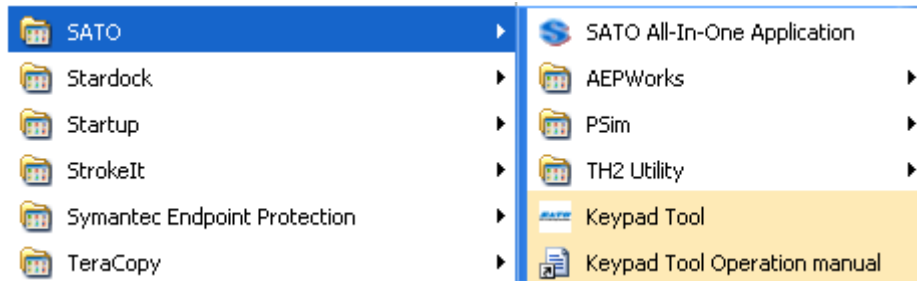 SATO
Stardock
Startup
StrokeIt
Symantec Endpoint Protection
TeraCopy
SATO All-In-One Application
AEPWorks
PSim
TH2 Utility
Keypad Tool
Keypad Tool Operation manual